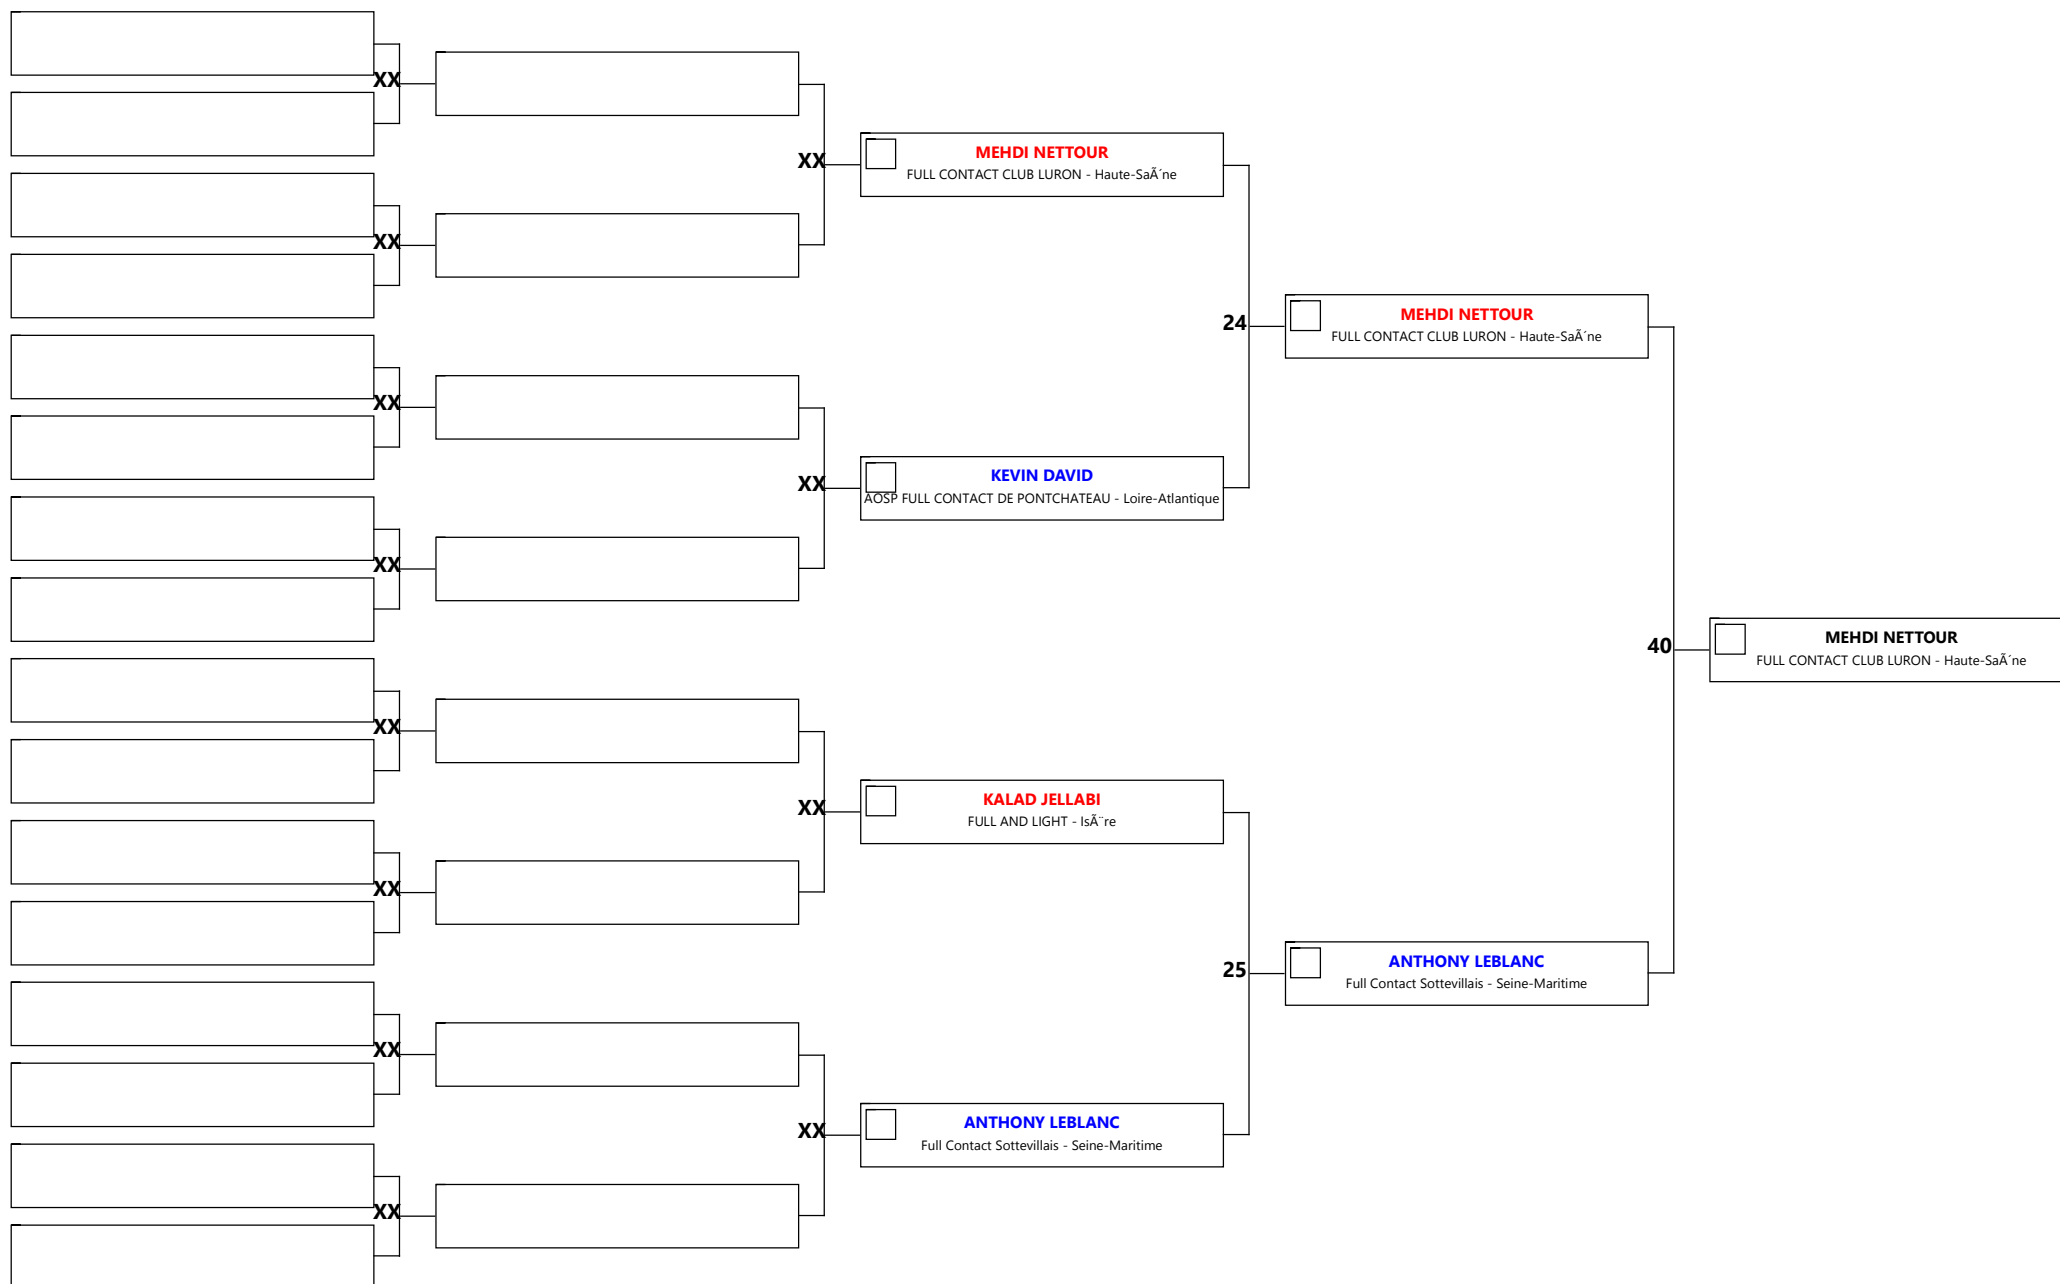 XX
XX
XX
XX
XX
XX
XX
XX
XX
XX
XX
XX
MEHDI NETTOUR
FULL CONTACT CLUB LURON - Haute-SaÃ´ne
24
KEVIN DAVID
AOSP FULL CONTACT DE PONTCHATEAU - Loire-Atlantique
KALAD JELLABI
FULL AND LIGHT - IsÃ¨re
25
ANTHONY LEBLANC
Full Contact Sottevillais - Seine-Maritime
MEHDI NETTOUR
FULL CONTACT CLUB LURON - Haute-SaÃ´ne
40
ANTHONY LEBLANC
Full Contact Sottevillais - Seine-Maritime
MEHDI NETTOUR
FULL CONTACT CLUB LURON - Haute-SaÃ´ne